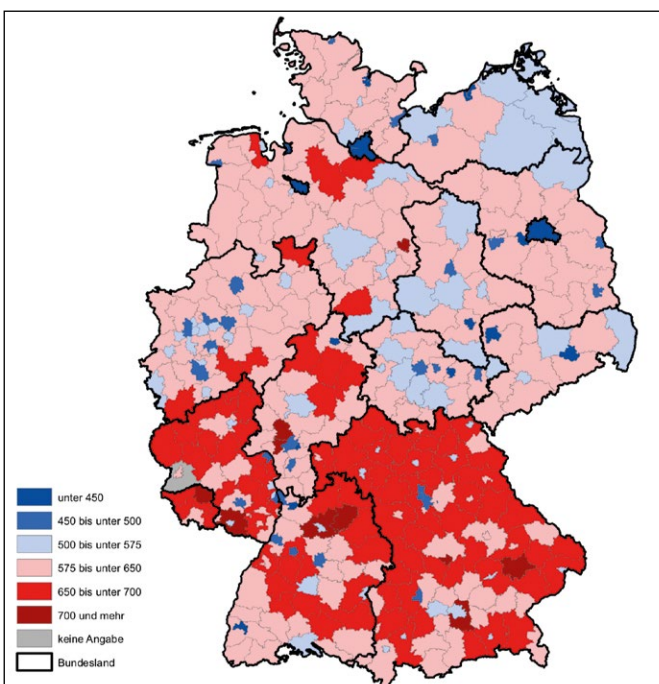 unter 450
450 bis unter 500
500 bis unter 575
575 bis unter 650
650 bis unter 700
700 und mehr
keine Angabe
Bundesland